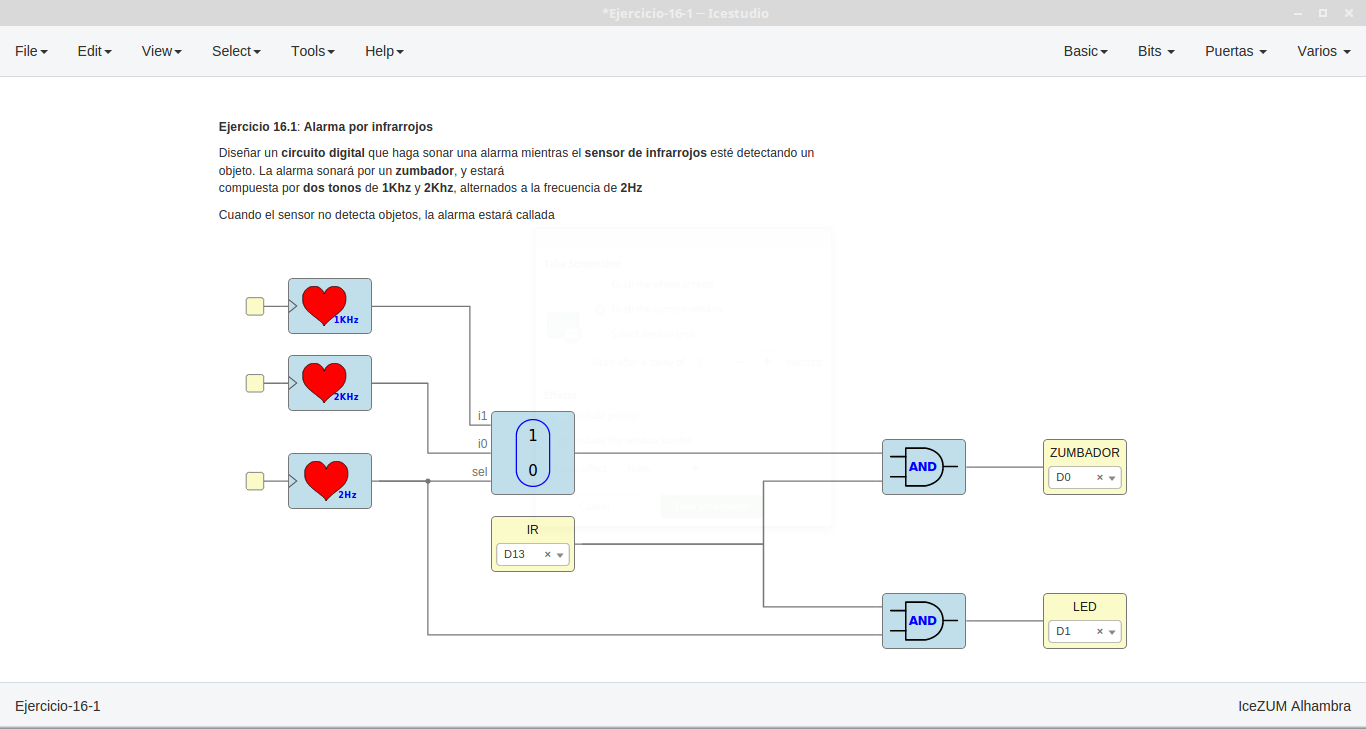 *Ejercicio-16-1 — Icestudio
File Edit View Select Tools Help Basic Bits Puertas Varios
Ejercicio 16.1: Alarma por infrarrojos
Diseñar un circuito digital que haga sonar una alarma mientras el sensor de infrarrojos esté detectando un
objeto. La alarma sonará por un zumbador, y estará
compuesta por dos tonos de 1Khz y 2Khz, alternados a la frecuencia de 2Hz
Cuando el sensor no detecta objetos, la alarma estará callada
1KHz
2KHz
i1
i0
sel
1
0
2Hz
AND
ZUMBADOR
D0
IR
D13
AND
LED
D1
Ejercicio-16-1 IceZUM Alhambra